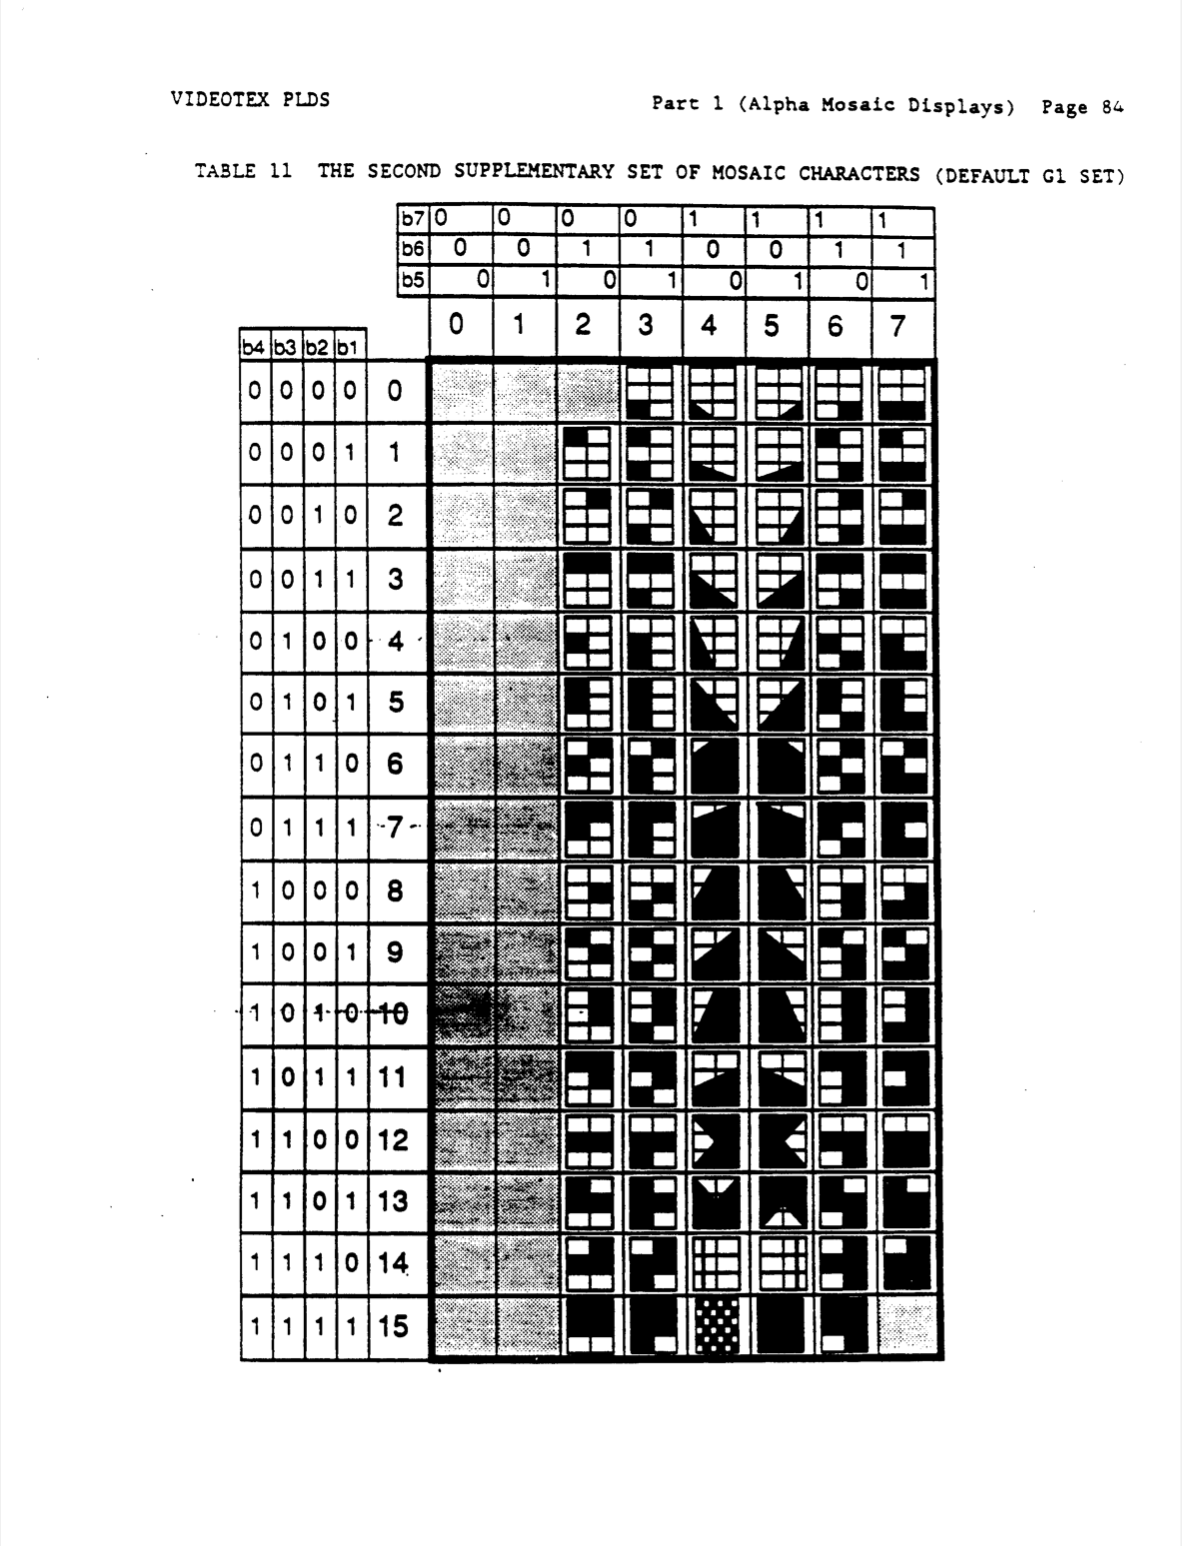 VIDEOTEX PLDS
Part 1 (Alpha Mosaic Displays) Page 84
TABLE 11 THE SECOND SUPPLEMENTARY SET OF MOSAIC CHARACTERS (DEFAULT G1 SET)
b7 0 0 0 0 1 1 1 1
b6 0 0 1 1 0 0 1 1
b5 0 1 0 1 0 1 0 1
0 1 2 3 4 5 6 7
b4 b3 b2 b1
0 0 0 0 0
0 0 0 1 1
0 0 1 0 2
0 0 1 1 3
0 1 0 0 4
0 1 0 1 5
0 1 1 0 6
0 1 1 1 7
1 0 0 0 8
1 0 0 1 9
1 0 1 0 10
1 0 1 1 11
1 1 0 0 12
1 1 0 1 13
1 1 1 0 14
1 1 1 1 15